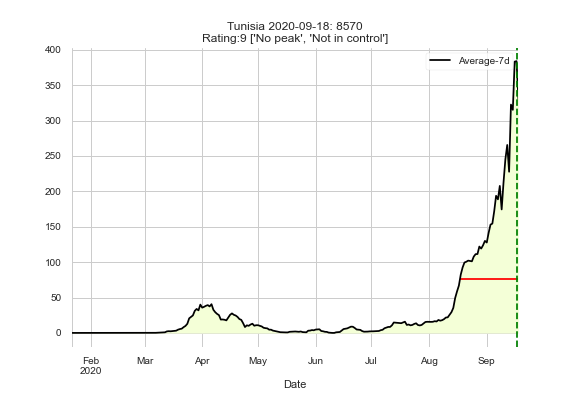 Tunisia 2020-09-18: 8570
Rating:9 ['No peak', 'Not in control']
Average-7d
400
350
300
250
200
150
100
50
0
Feb Mar Apr May Jun Jul Aug Sep
2020
Date